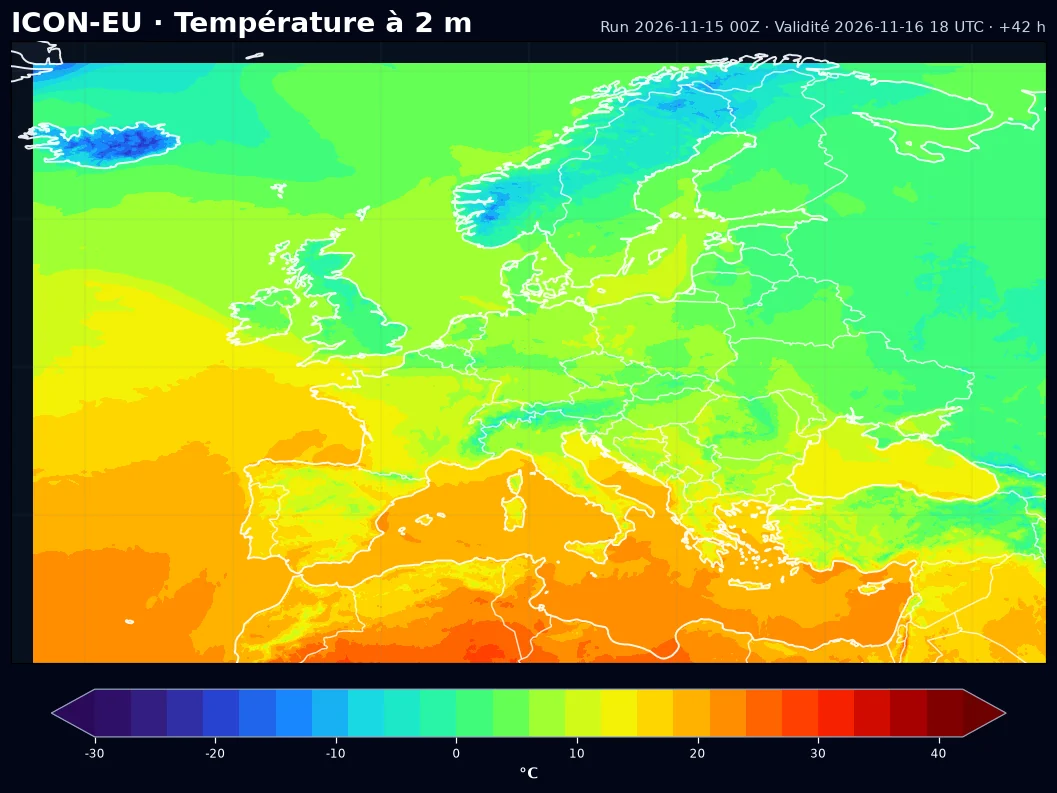 ICON-EU · Température à 2 m
Run 2026-11-15 00Z · Validité 2026-11-16 18 UTC · +42 h
-30 -20 -10 0 10 20 30 40
°C